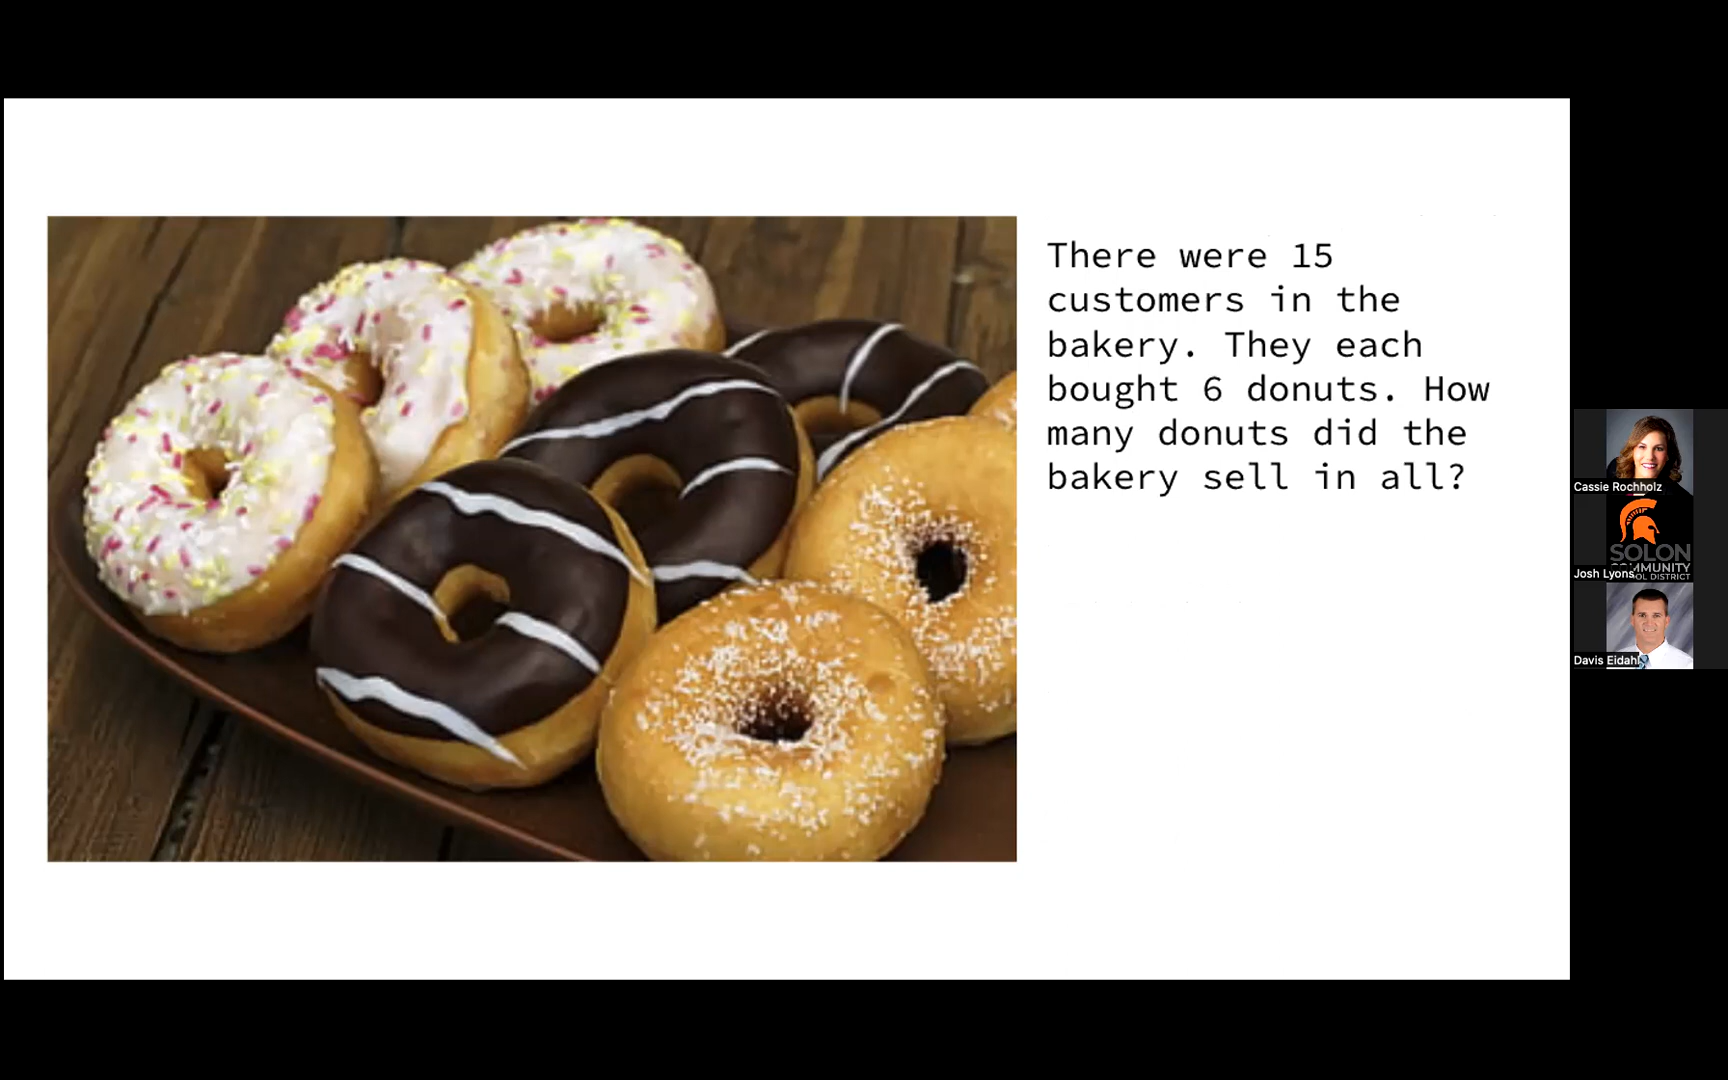 There were 15
customers in the
bakery. They each
bought 6 donuts. How
many donuts did the
bakery sell in all?
Cassie Rochholz
SOLON
Josh Lyons
DISTRICT
Davis Eidahl